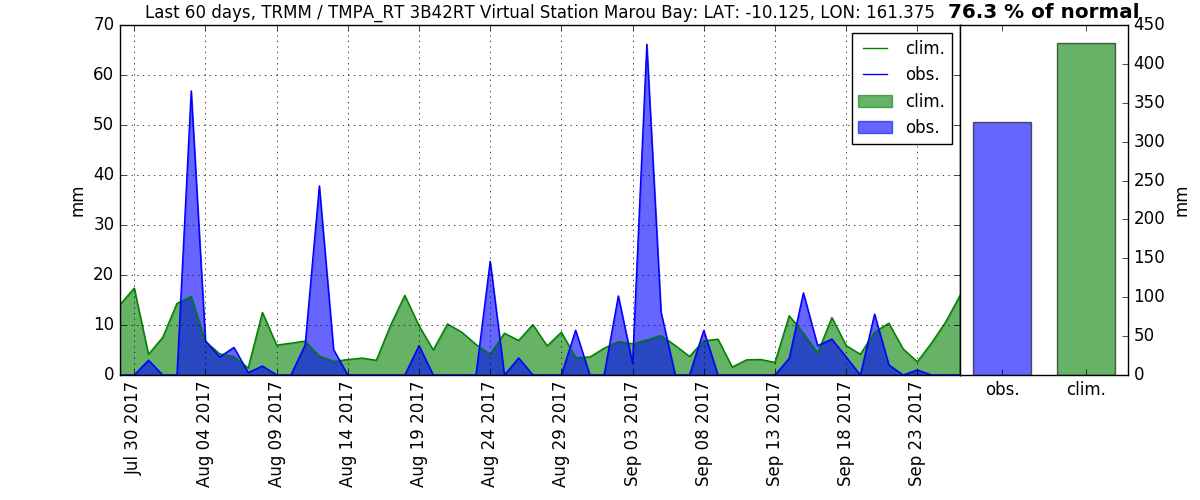 Last 60 days, TRMM / TMPA_RT 3B42RT Virtual Station Marou Bay: LAT: -10.125, LON: 161.375
76.3 % of normal
70
60
50
40
30
20
10
0
mm
clim.
obs.
clim.
obs.
450
400
350
300
250
200
150
100
50
0
mm
obs.
clim.
Jul 30 2017
Aug 04 2017
Aug 09 2017
Aug 14 2017
Aug 19 2017
Aug 24 2017
Aug 29 2017
Sep 03 2017
Sep 08 2017
Sep 13 2017
Sep 18 2017
Sep 23 2017